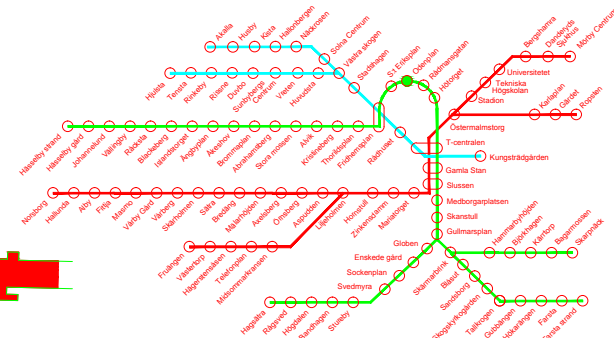 Akalla
Husby
Kista
Hallonbergen
Näckrosen
Solna Centrum
Västra skogen
Stadshagen
Hjulsta
Tensta
Rinkeby
Rissne
Duvbo
Sundbybergs
Centrum
Vreten
Huvudsta
S:t Eriksplan
Odenplan
Rådmansgatan
Hötorget
Bergshamra
Danderyds
Sjukhus
Mörby Centrum
Universitetet
Tekniska
Högskolan
Stadion
Karlaplan
Gärdet
Ropsten
Östermalmstorg
Hässelby strand
Hässelby gård
Johannelund
Vällingby
Råcksta
Blackeberg
Islandstorget
Ängbyplan
Åkeshov
Brommaplan
Abrahamsberg
Stora mossen
Alvik
Kristineberg
Thorildsplan
Fridhemsplan
Rådhuset
T-centralen
Kungsträdgården
Gamla Stan
Slussen
Medborgarplatsen
Skanstull
Gullmarsplan
Norsborg
Hallunda
Alby
Fittja
Masmo
Vårby Gård
Vårberg
Skärholmen
Sätra
Bredäng
Mälarhöjden
Axelsberg
Örnsberg
Aspudden
Liljeholmen
Hornstull
Zinkensdamm
Mariatorget
Fruängen
Västertorp
Hägerstensåsen
Telefonplan
Midsommarkransen
Globen
Enskede gård
Sockenplan
Svedmyra
Stureby
Bandhagen
Högdalen
Rågsved
Hagsätra
Skärmarbrink
Hammarbyhöjden
Björkhagen
Kärrtorp
Bagarmossen
Skarpnäck
Blåsut
Sandsborg
Skogskyrkogården
Tallkrogen
Gubbängen
Hökarängen
Farsta
Farsta strand